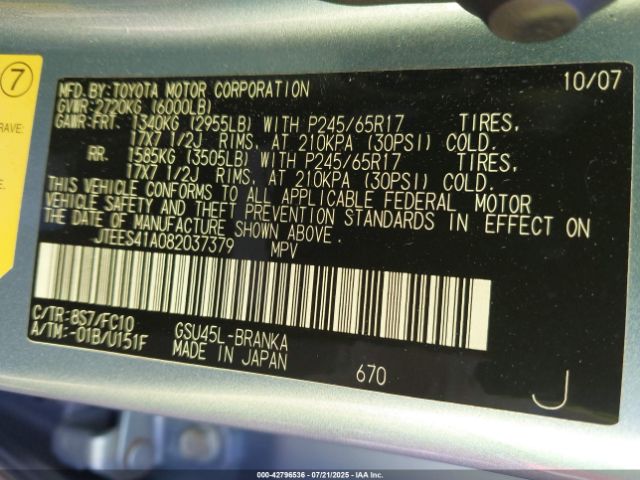 7
RAVE:
MFD.BY:TOYOTA MOTOR CORPORATION 10/07
GVWR:2720KG (6000LB)
GAWR:FRT. 1340KG (2955LB) WITH P245/65R17 TIRES,
17X7 1/2J RIMS, AT 210KPA (30PSI) COLD.
RR. 1585KG (3505LB) WITH P245/65R17 TIRES,
17X7 1/2J RIMS, AT 210KPA (30PSI) COLD.
THIS VEHICLE CONFORMS TO ALL APPLICABLE FEDERAL MOTOR
VEHICLE SAFETY AND THEFT PREVENTION STANDARDS IN EFFECT ON
THE DATE OF MANUFACTURE SHOWN ABOVE.
JTEES41A082037379 MPV
C/TR:8S7/FC10 GSU45L-BRANKA
A/TM:-01B/U151F MADE IN JAPAN
670 J
000-42796536 - 07/21/2025 - IAAI.COM